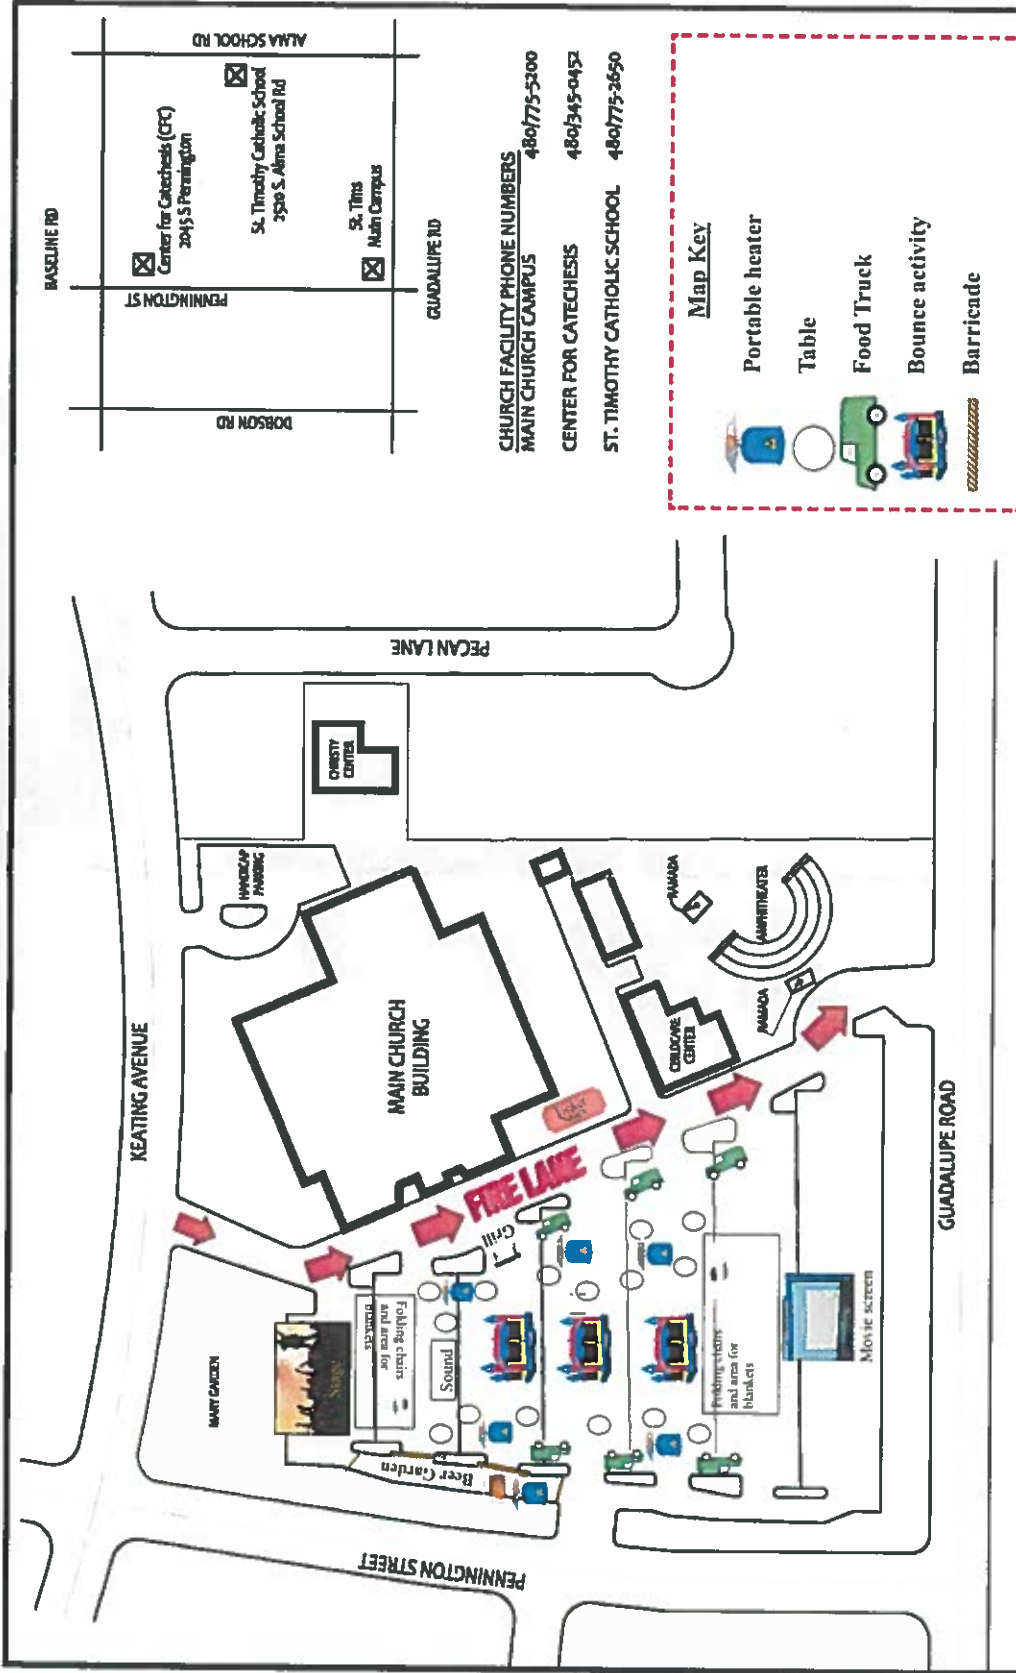 KEATING AVENUE
MARY GARDEN
HANDICAP
PARKING
CHRISTY
CENTER
PECAN LANE
MAIN CHURCH
BUILDING
Stage
Folding chairs
and area for
blankets
Sound
Beer Garden
Grill
FIRE LANE
CHILDCARE
CENTER
RAMADA
RAMADA
AMPHITHEATER
Folding chairs
and area for
blankets
Movie screen
PENNINGTON STREET
GUADALUPE ROAD
BASELINE RD
ALMA SCHOOL RD
PENNINGTON ST
DOBSON RD
GUADALUPE RD
Center for Catechesis (CFC)
2045 S Pennington
St. Timothy Catholic School
2520 S. Alma School Rd
St. Tims
Main Campus
CHURCH FACILITY PHONE NUMBERS
MAIN CHURCH CAMPUS 480/775-5200
CENTER FOR CATECHESIS 480/345-0452
ST. TIMOTHY CATHOLIC SCHOOL 480/775-2650
Map Key
Portable heater
Table
Food Truck
Bounce activity
Barricade